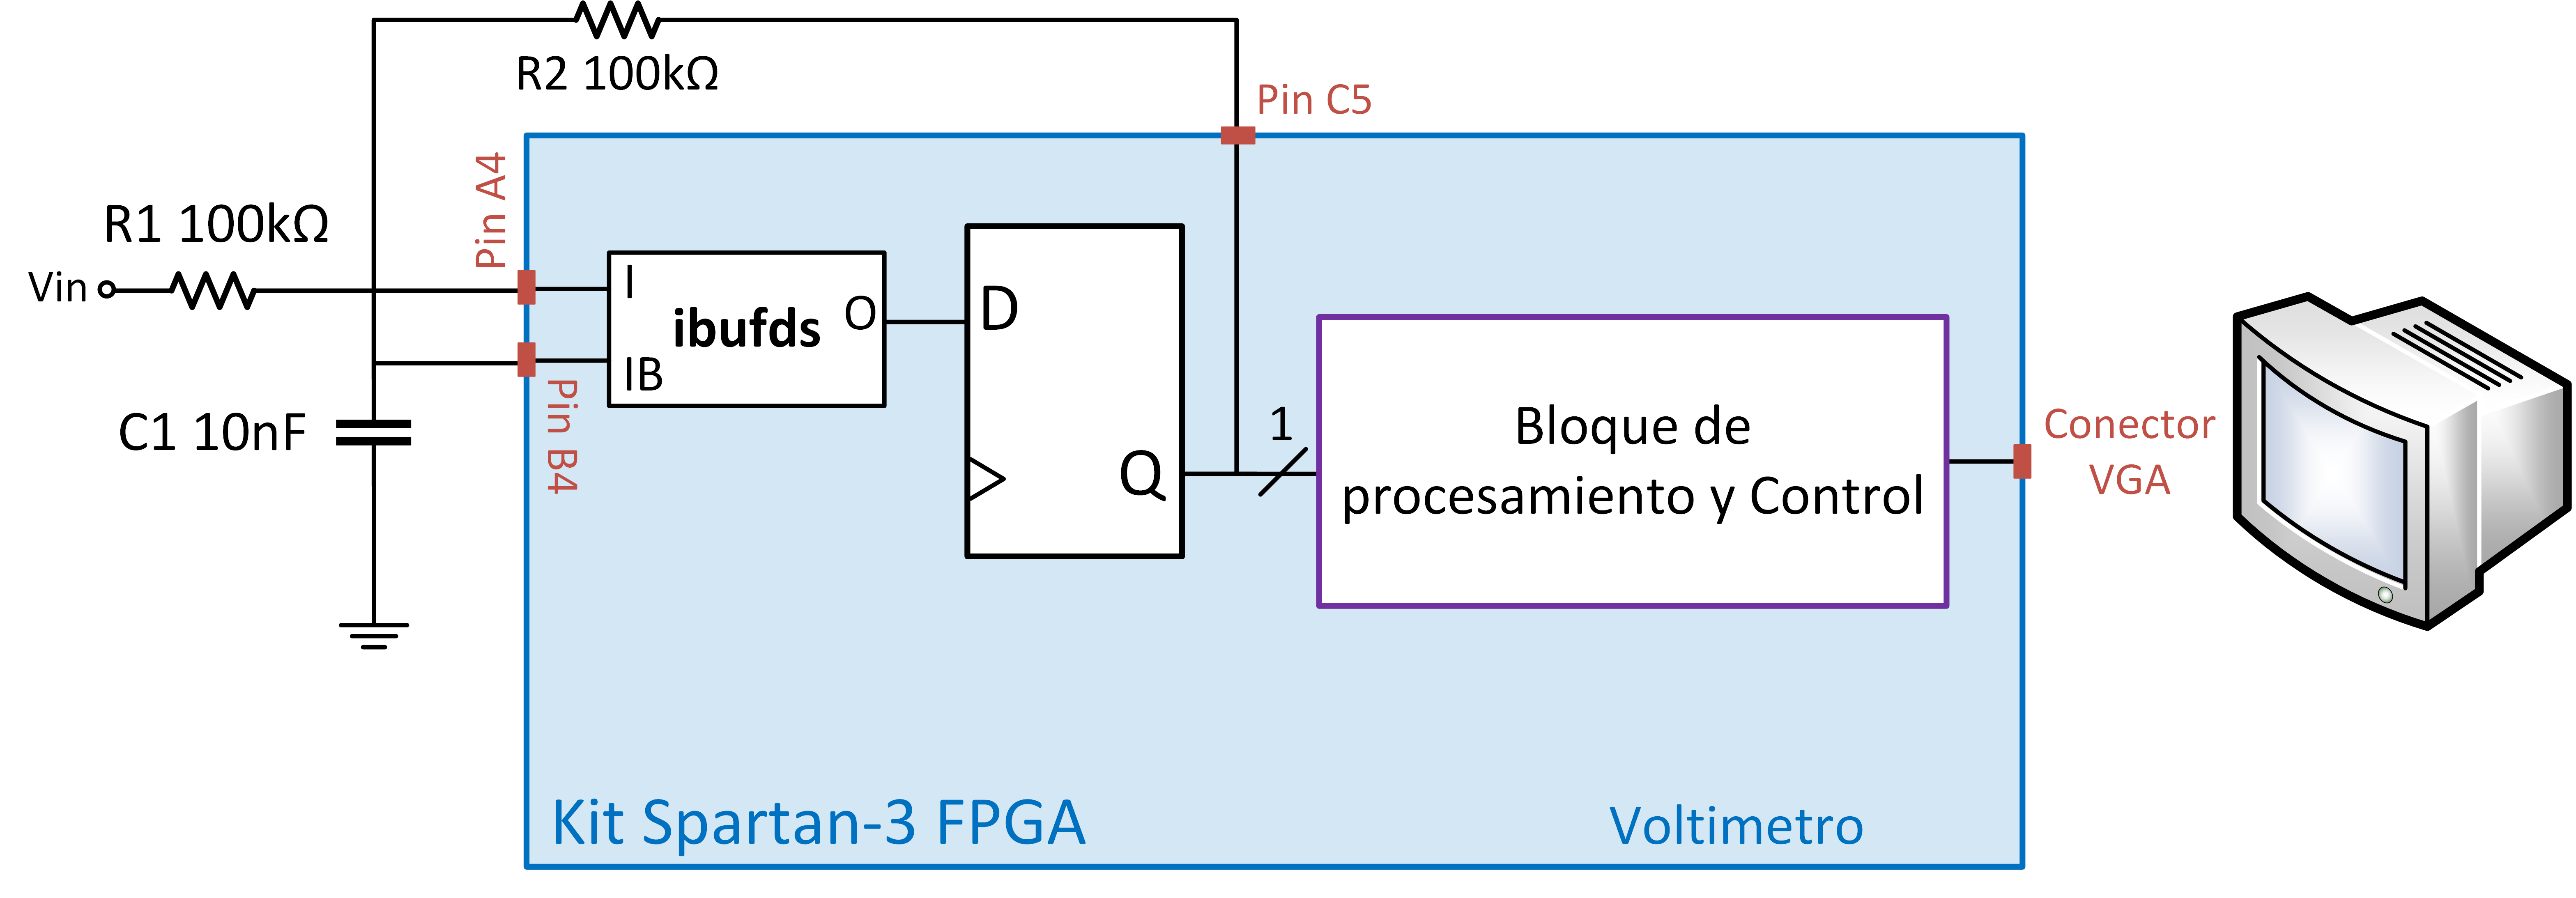 R2 100kΩ
Pin C5
Pin A4
R1 100kΩ
Vin
I
ibufds
O
IB
D
Q
1
Pin B4
C1 10nF
Bloque de
procesamiento y Control
Conector
VGA
Kit Spartan-3 FPGA
Voltimetro